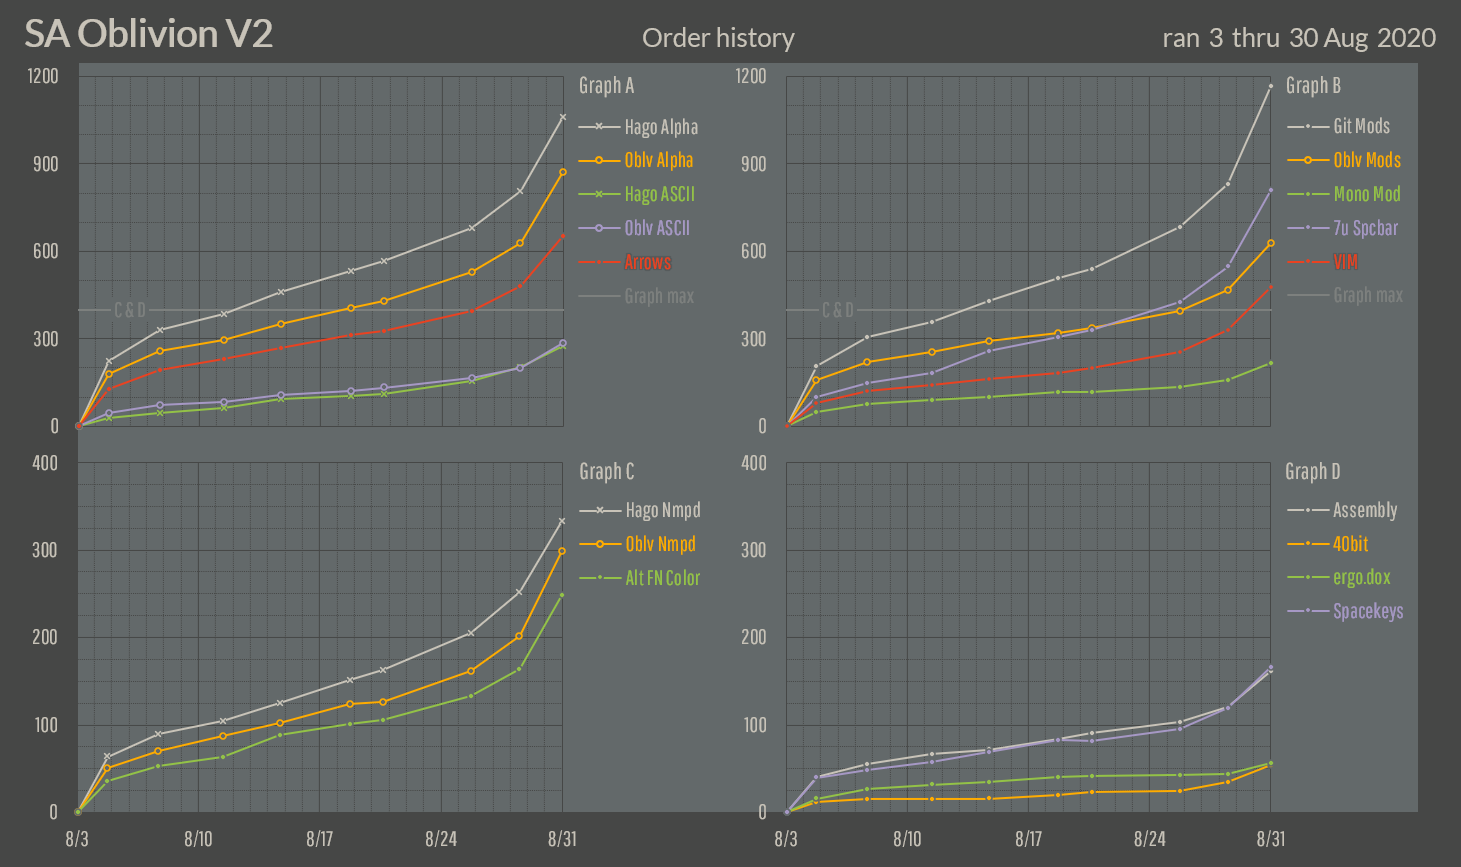 SA Oblivion V2
Order history
ran 3 thru 30 Aug 2020
Graph A
1200
900
600
300
0
C & D
Hago Alpha
Oblv Alpha
Hago ASCII
Oblv ASCII
Arrows
Graph max
Graph B
1200
900
600
300
0
C & D
Git Mods
Oblv Mods
Mono Mod
7u Spcbar
VIM
Graph max
Graph C
400
300
200
100
0
8/3 8/10 8/17 8/24 8/31
Hago Nmpd
Oblv Nmpd
Alt FN Color
Graph D
400
300
200
100
0
8/3 8/10 8/17 8/24 8/31
Assembly
40bit
ergo.dox
Spacekeys